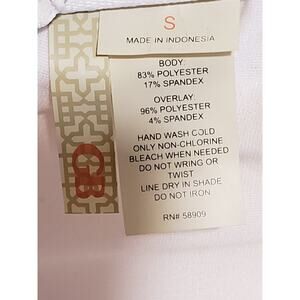 S
MADE IN INDONESIA
BODY:
83% POLYESTER
17% SPANDEX
OVERLAY:
96% POLYESTER
4% SPANDEX
HAND WASH COLD
ONLY NON-CHLORINE
BLEACH WHEN NEEDED
DO NOT WRING OR
TWIST
LINE DRY IN SHADE
DO NOT IRON
RN# 58909
GB